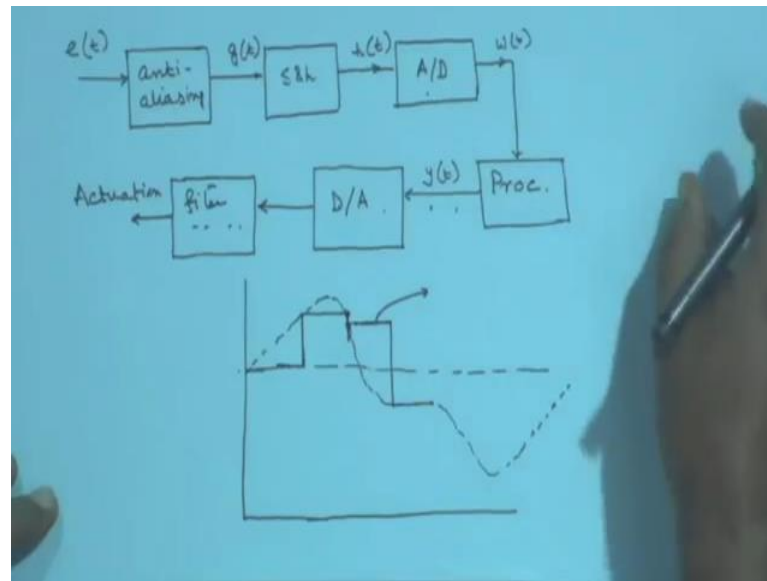 e(t)
anti-
aliasing
g(t)
S&h
h(t)
A/D
w(t)
Proc.
y(t)
D/A
filter
Actuation